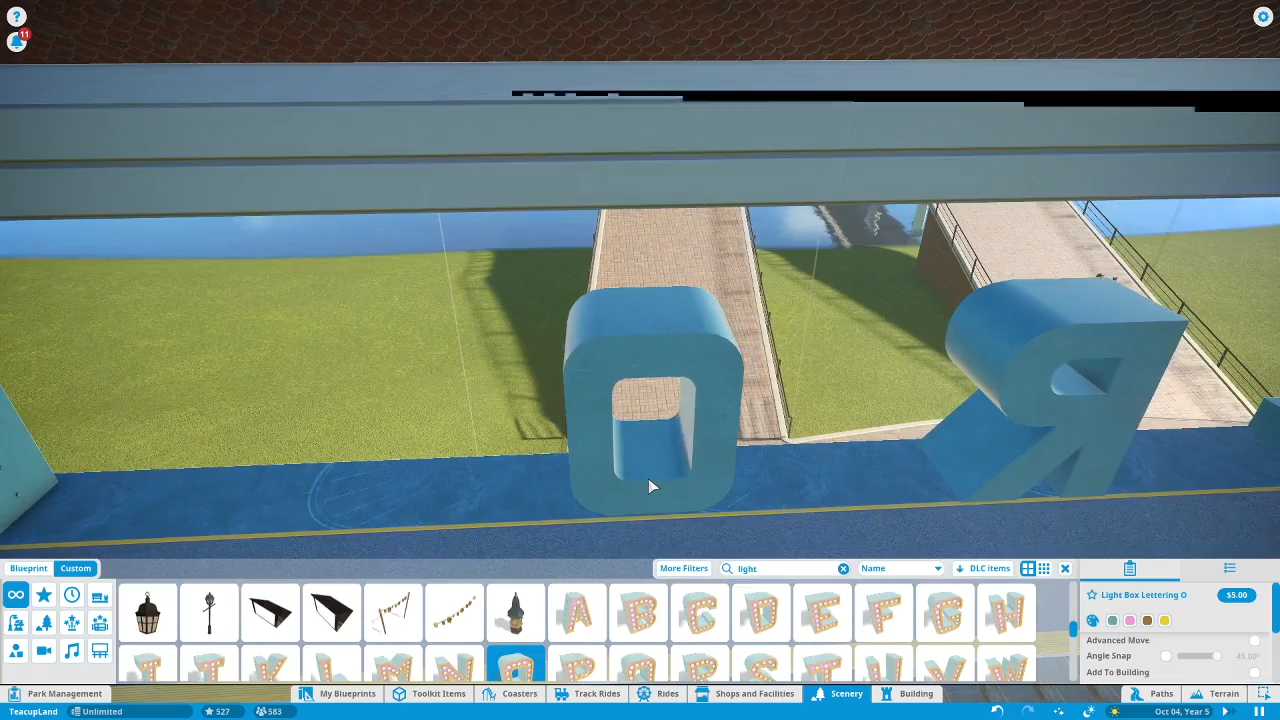 11
O R
Blueprint Custom More Filters light Name DLC items
A B C D E F G H
I J K L M N O P Q R S T U V W
Light Box Lettering O $5.00
Advanced Move
Angle Snap 45.00°
Add To Building
Park Management My Blueprints Toolkit Items Coasters Track Rides Rides Shops and Facilities Scenery Building Paths Terrain
TeacupLand Unlimited 527 583 Oct 04, Year 5